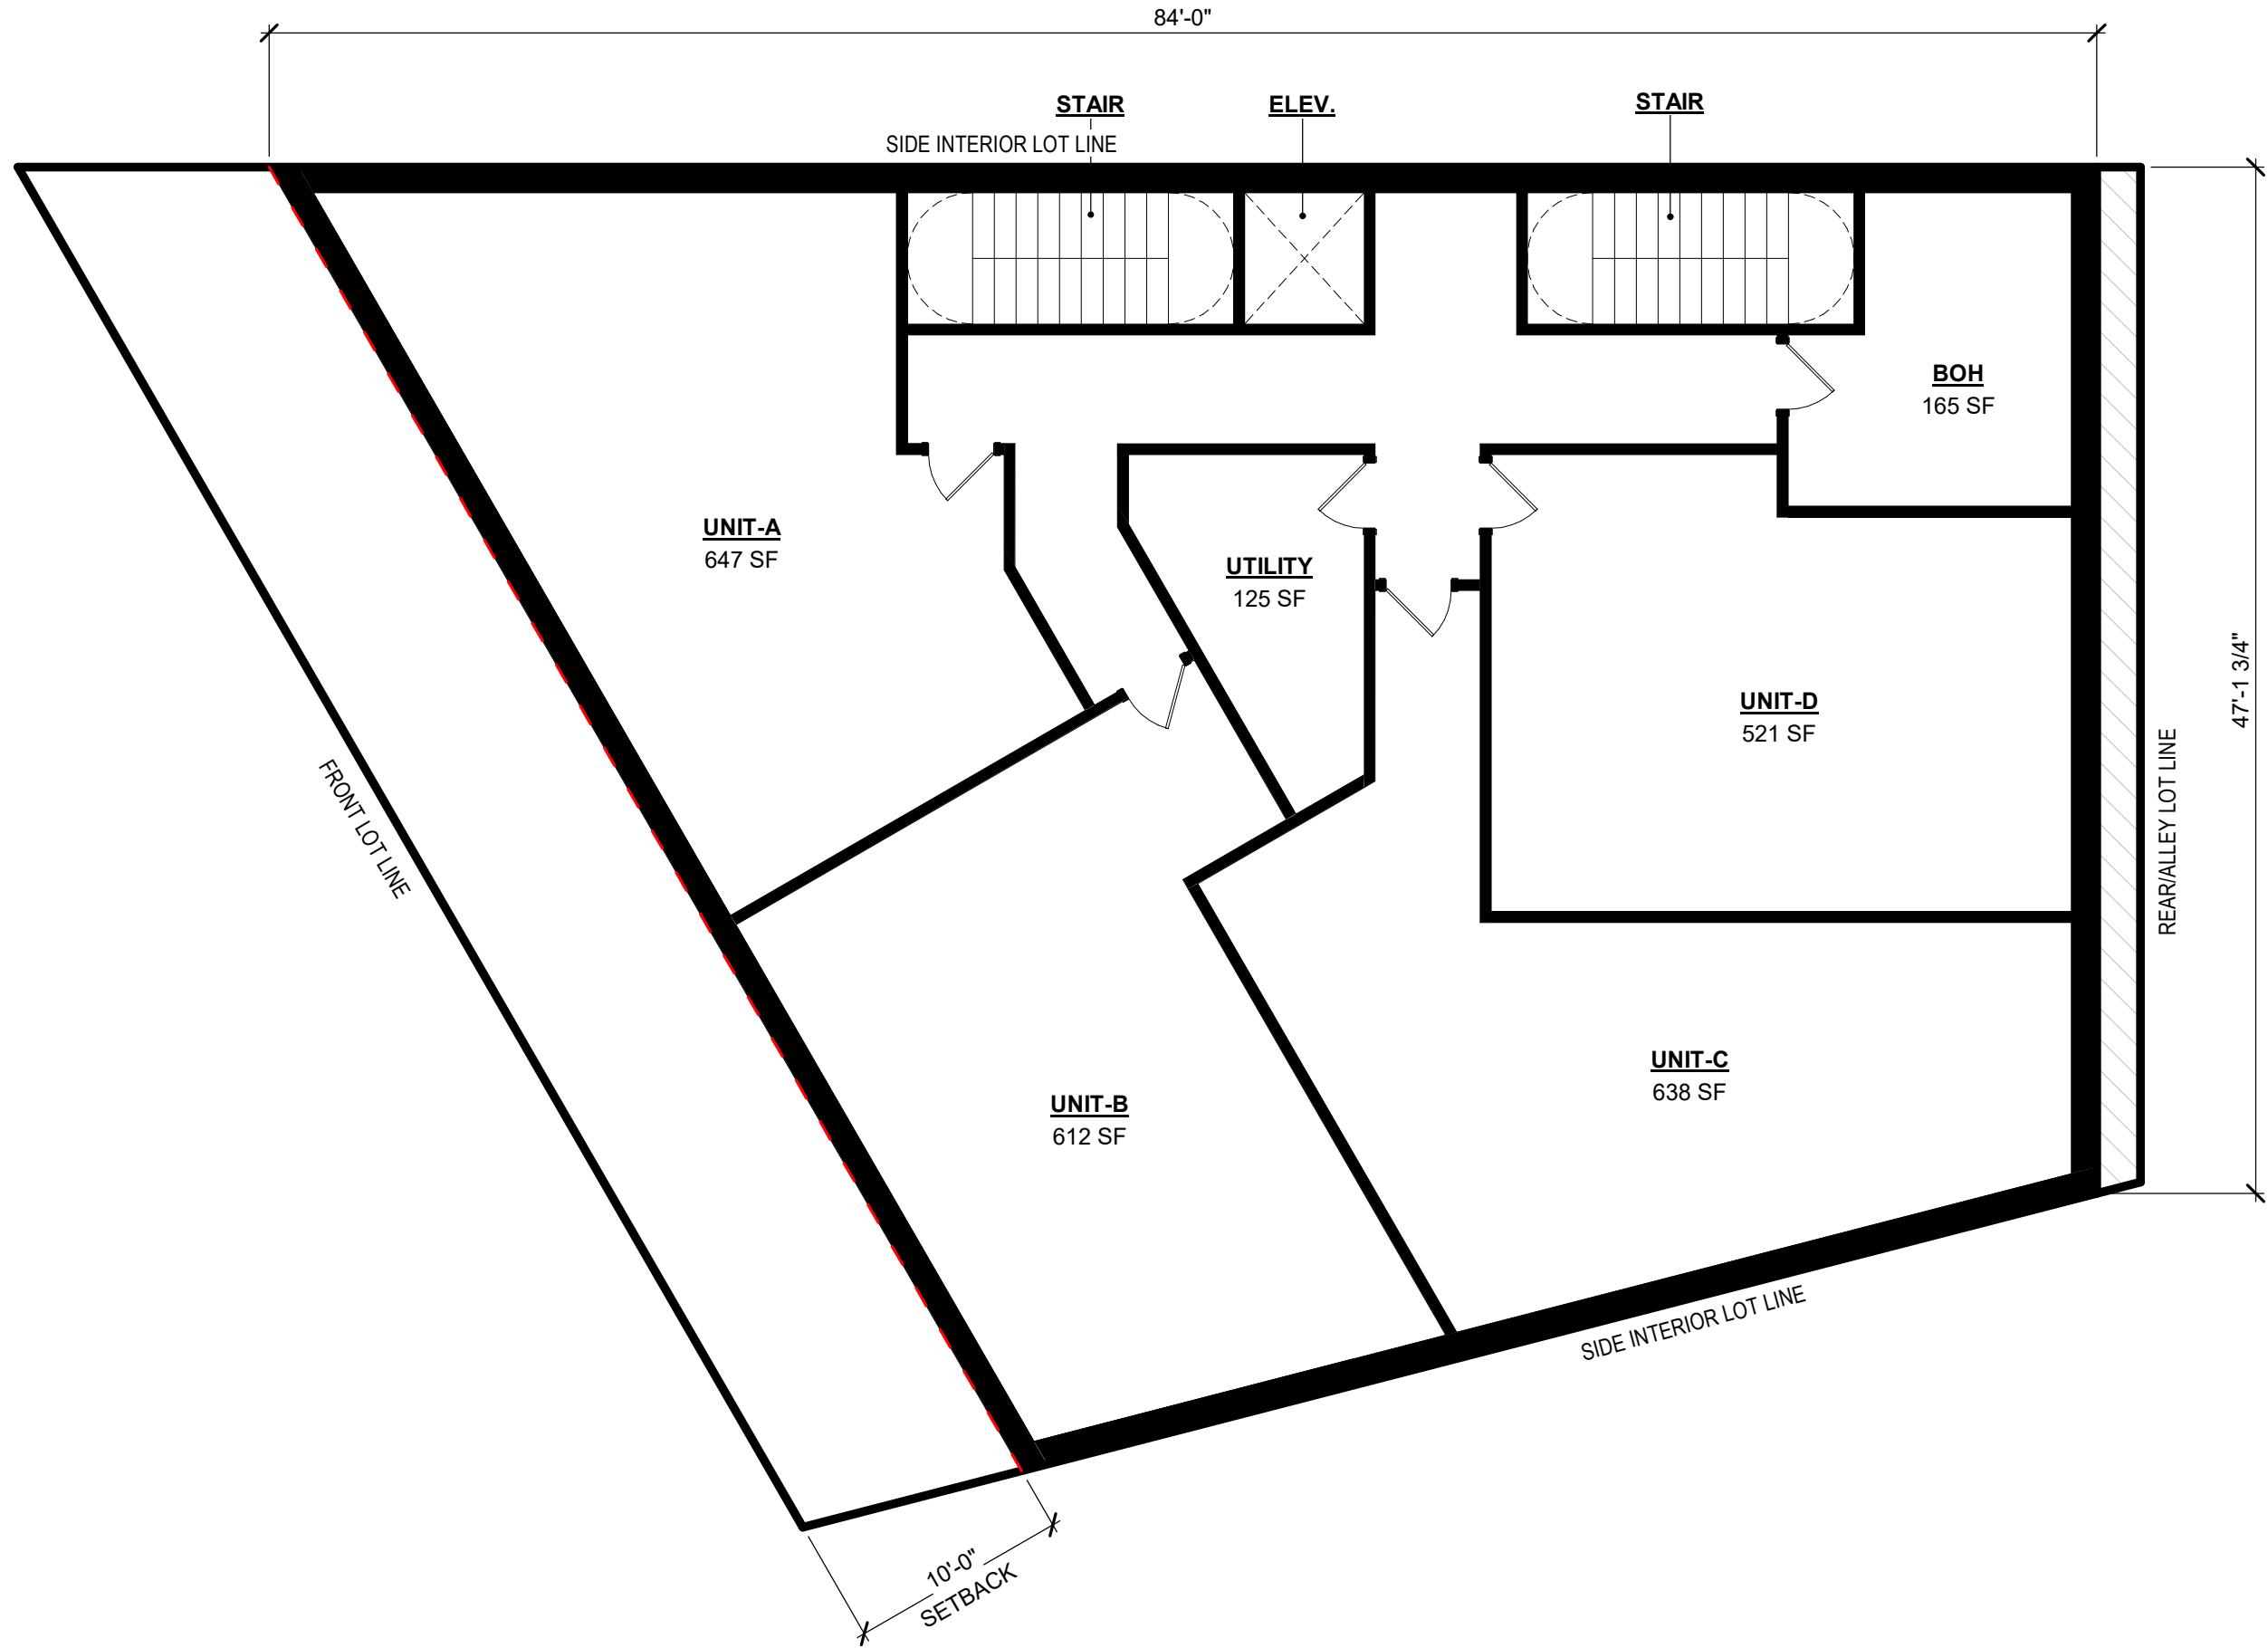 84'-0"
STAIR
ELEV.
STAIR
SIDE INTERIOR LOT LINE
BOH
165 SF
UNIT-A
647 SF
UTILITY
125 SF
47'-1 3/4"
UNIT-D
521 SF
REAR/ALLEY LOT LINE
FRONT LOT LINE
UNIT-C
638 SF
UNIT-B
612 SF
SIDE INTERIOR LOT LINE
10'-0"
SETBACK